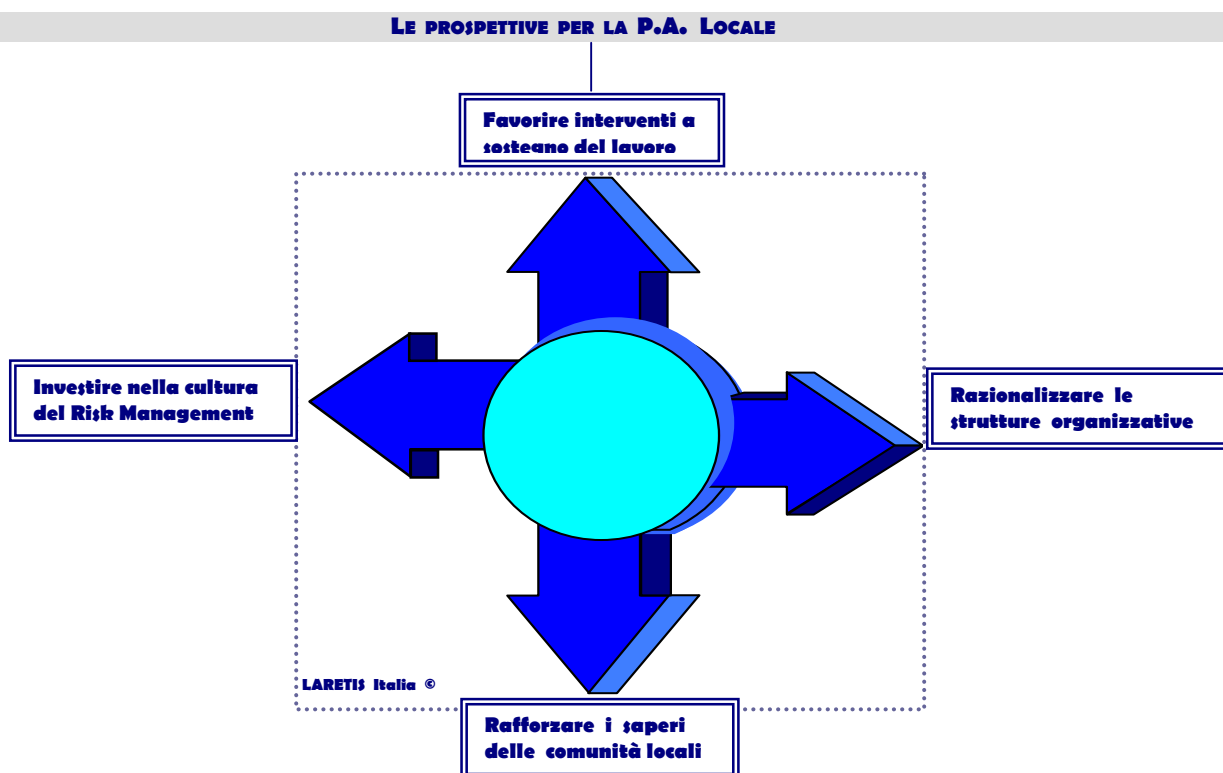 LE PROSPETTIVE PER LA P.A. LOCALE
Favorire interventi a
sostegno del lavoro
Investire nella cultura
del Risk Management
Razionalizzare le
strutture organizzative
LARETIS Italia ©
Rafforzare i saperi
delle comunità locali